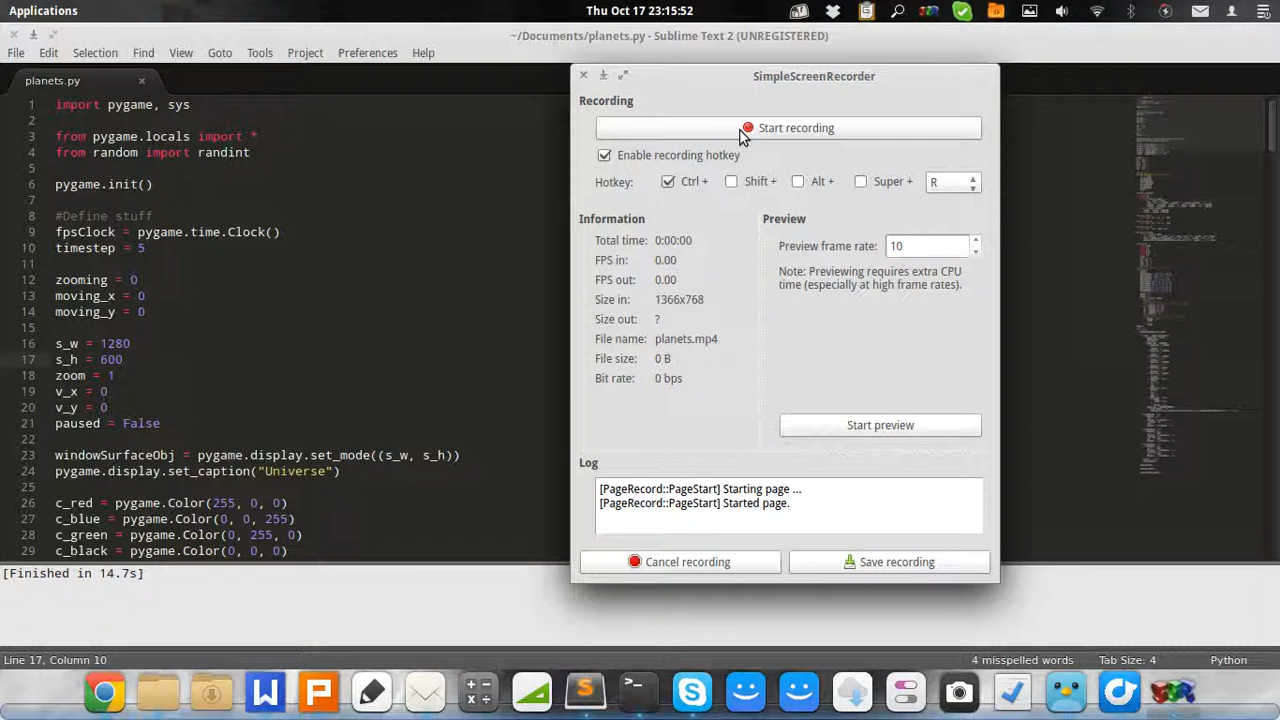 Applications
Thu Oct 17 23:15:52
~/Documents/planets.py - Sublime Text 2 (UNREGISTERED)
File Edit Selection Find View Goto Tools Project Preferences Help
planets.py
1 import pygame, sys
2
3 from pygame.locals import *
4 from random import randint
5
6 pygame.init()
7
8 #Define stuff
9 fpsClock = pygame.time.Clock()
10 timestep = 5
11
12 zooming = 0
13 moving_x = 0
14 moving_y = 0
15
16 s_w = 1280
17 s_h = 600
18 zoom = 1
19 v_x = 0
20 v_y = 0
21 paused = False
22
23 windowSurfaceObj = pygame.display.set_mode((s_w, s_h))
24 pygame.display.set_caption("Universe")
25
26 c_red = pygame.Color(255, 0, 0)
27 c_blue = pygame.Color(0, 0, 255)
28 c_green = pygame.Color(0, 255, 0)
29 c_black = pygame.Color(0, 0, 0)
[Finished in 14.7s]
SimpleScreenRecorder
Recording
Start recording
Enable recording hotkey
Hotkey: Ctrl + Shift + Alt + Super + R
Information
Total time: 0:00:00
FPS in: 0.00
FPS out: 0.00
Size in: 1366x768
Size out: ?
File name: planets.mp4
File size: 0 B
Bit rate: 0 bps
Preview
Preview frame rate: 10
Note: Previewing requires extra CPU
time (especially at high frame rates).
Start preview
Log
[PageRecord::PageStart] Starting page ...
[PageRecord::PageStart] Started page.
Cancel recording
Save recording
Line 17, Column 10
4 misspelled words
Tab Size: 4
Python